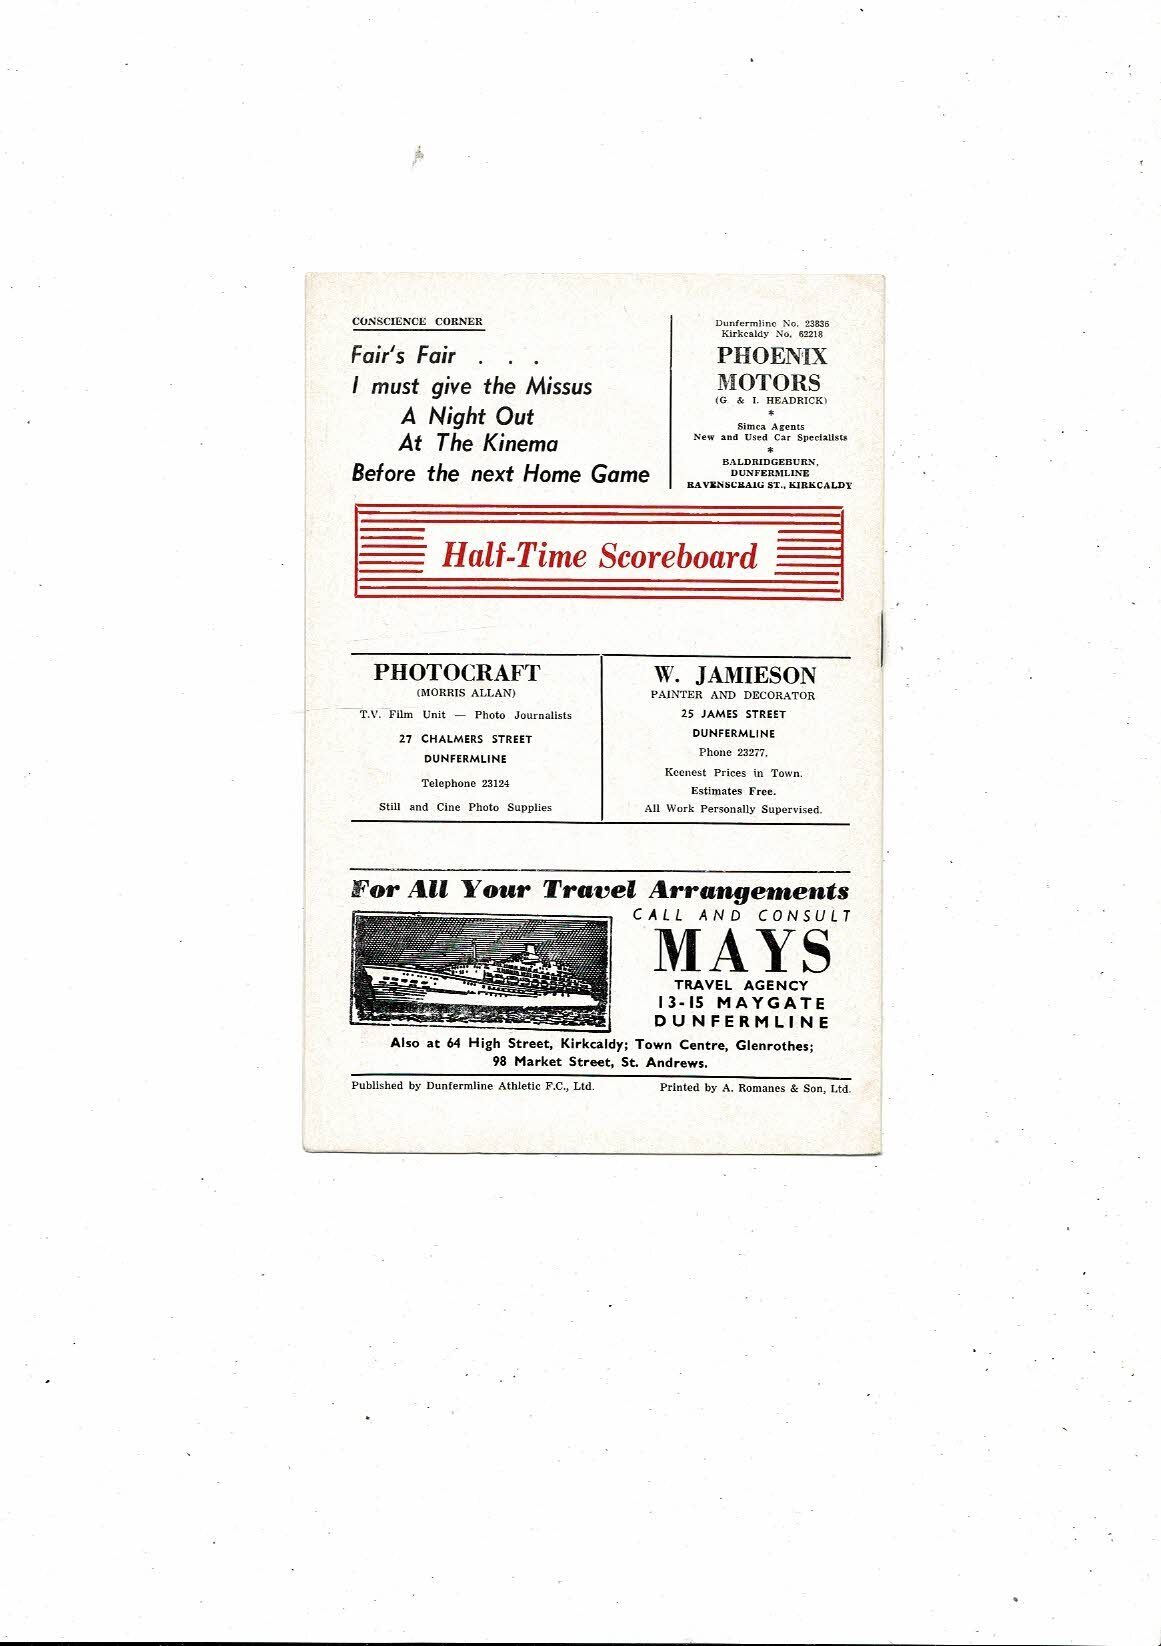 CONSCIENCE CORNER
Fair's Fair . . .
I must give the Missus
A Night Out
At The Kinema
Before the next Home Game
Dunfermline No. 23836
Kirkcaldy No. 62218
PHOENIX
MOTORS
(G & I. HEADRICK)
*
Simca Agents
New and Used Car Specialists
*
BALDRIDGEBURN,
DUNFERMLINE
RAVENSCRAIG ST., KIRKCALDY
Half-Time Scoreboard
PHOTOCRAFT
(MORRIS ALLAN)
T.V. Film Unit — Photo Journalists
27 CHALMERS STREET
DUNFERMLINE
Telephone 23124
Still and Cine Photo Supplies
W. JAMIESON
PAINTER AND DECORATOR
25 JAMES STREET
DUNFERMLINE
Phone 23277.
Keenest Prices in Town.
Estimates Free.
All Work Personally Supervised.
For All Your Travel Arrangements
CALL AND CONSULT
MAYS
TRAVEL AGENCY
13-15 MAYGATE
DUNFERMLINE
Also at 64 High Street, Kirkcaldy; Town Centre, Glenrothes;
98 Market Street, St. Andrews.
Published by Dunfermline Athletic F.C., Ltd.
Printed by A. Romanes & Son, Ltd.